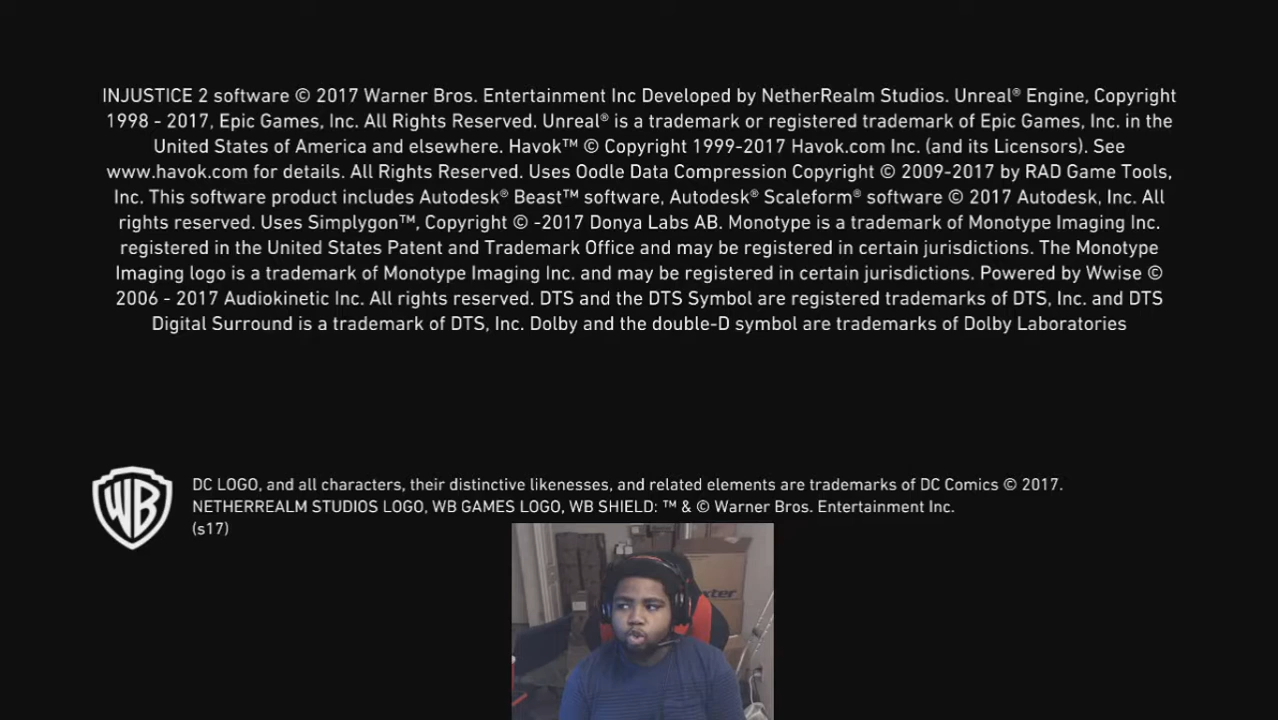 INJUSTICE 2 software © 2017 Warner Bros. Entertainment Inc Developed by NetherRealm Studios. Unreal® Engine, Copyright
1998 - 2017, Epic Games, Inc. All Rights Reserved. Unreal® is a trademark or registered trademark of Epic Games, Inc. in the
United States of America and elsewhere. Havok™ © Copyright 1999-2017 Havok.com Inc. (and its Licensors). See
www.havok.com for details. All Rights Reserved. Uses Oodle Data Compression Copyright © 2009-2017 by RAD Game Tools,
Inc. This software product includes Autodesk® Beast™ software, Autodesk® Scaleform® software © 2017 Autodesk, Inc. All
rights reserved. Uses Simplygon™, Copyright © -2017 Donya Labs AB. Monotype is a trademark of Monotype Imaging Inc.
registered in the United States Patent and Trademark Office and may be registered in certain jurisdictions. The Monotype
Imaging logo is a trademark of Monotype Imaging Inc. and may be registered in certain jurisdictions. Powered by Wwise ©
2006 - 2017 Audiokinetic Inc. All rights reserved. DTS and the DTS Symbol are registered trademarks of DTS, Inc. and DTS
Digital Surround is a trademark of DTS, Inc. Dolby and the double-D symbol are trademarks of Dolby Laboratories
WB
DC LOGO, and all characters, their distinctive likenesses, and related elements are trademarks of DC Comics © 2017.
NETHERREALM STUDIOS LOGO, WB GAMES LOGO, WB SHIELD: ™ & © Warner Bros. Entertainment Inc.
(s17)